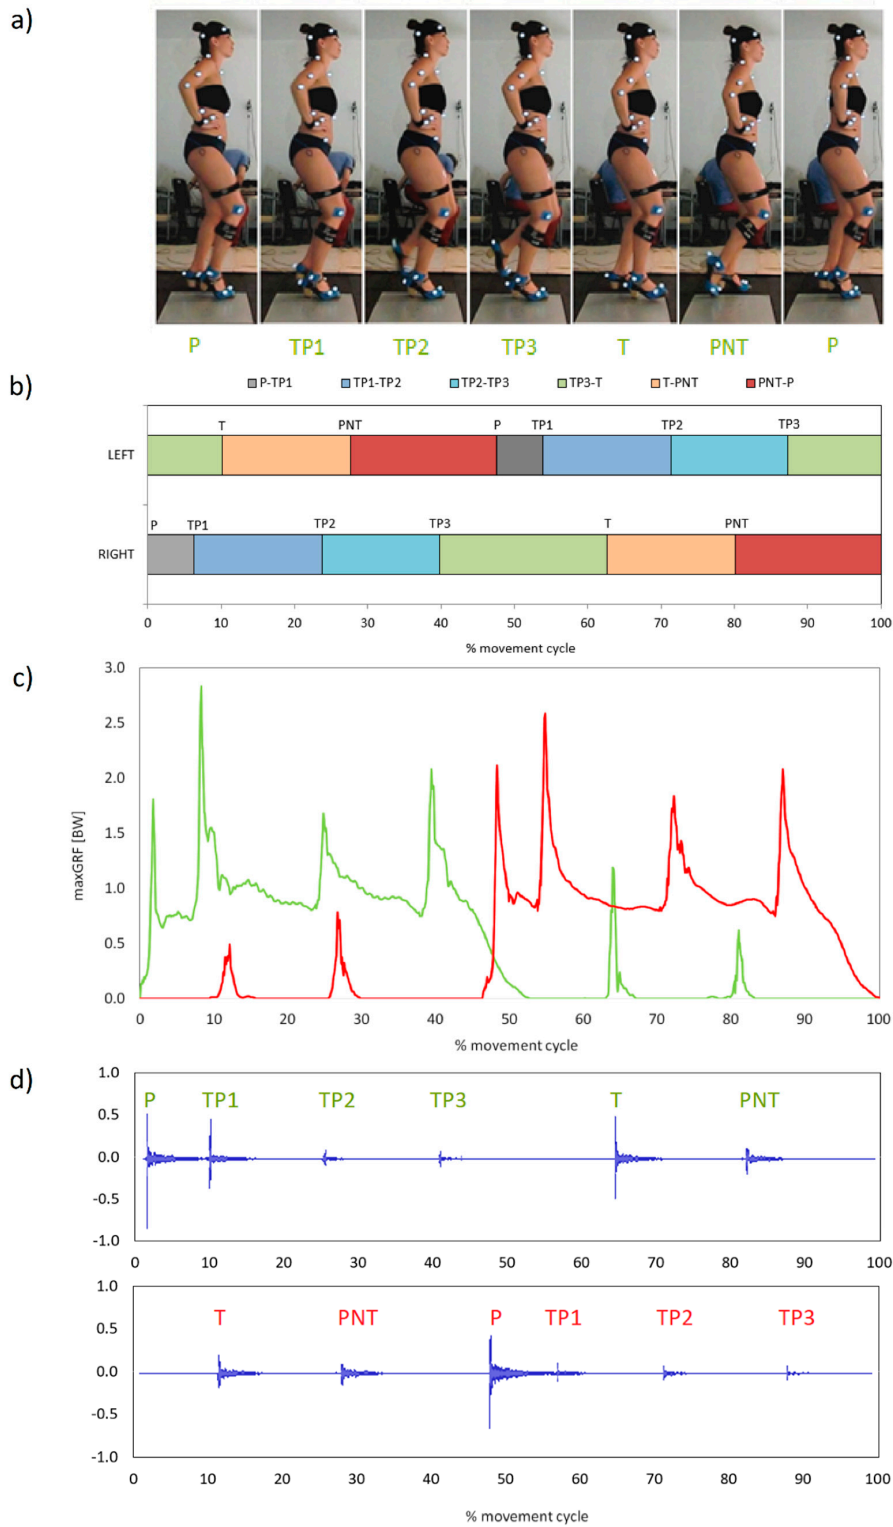 a)
P TP1 TP2 TP3 T PNT P
b)
P-TP1 TP1-TP2 TP2-TP3 TP3-T T-PNT PNT-P
T PNT P TP1 TP2 TP3
LEFT
P TP1 TP2 TP3 T PNT
RIGHT
0 10 20 30 40 50 60 70 80 90 100
% movement cycle
c)
3.0
2.5
2.0
1.5
1.0
0.5
0.0
maxGRF [BW]
0 10 20 30 40 50 60 70 80 90 100
% movement cycle
d)
1.0
P TP1 TP2 TP3 T PNT
0.5
0.0
-0.5
-1.0
0 10 20 30 40 50 60 70 80 90 100
1.0
T PNT P TP1 TP2 TP3
0.5
0.0
-0.5
-1.0
0 10 20 30 40 50 60 70 80 90 100
% movement cycle